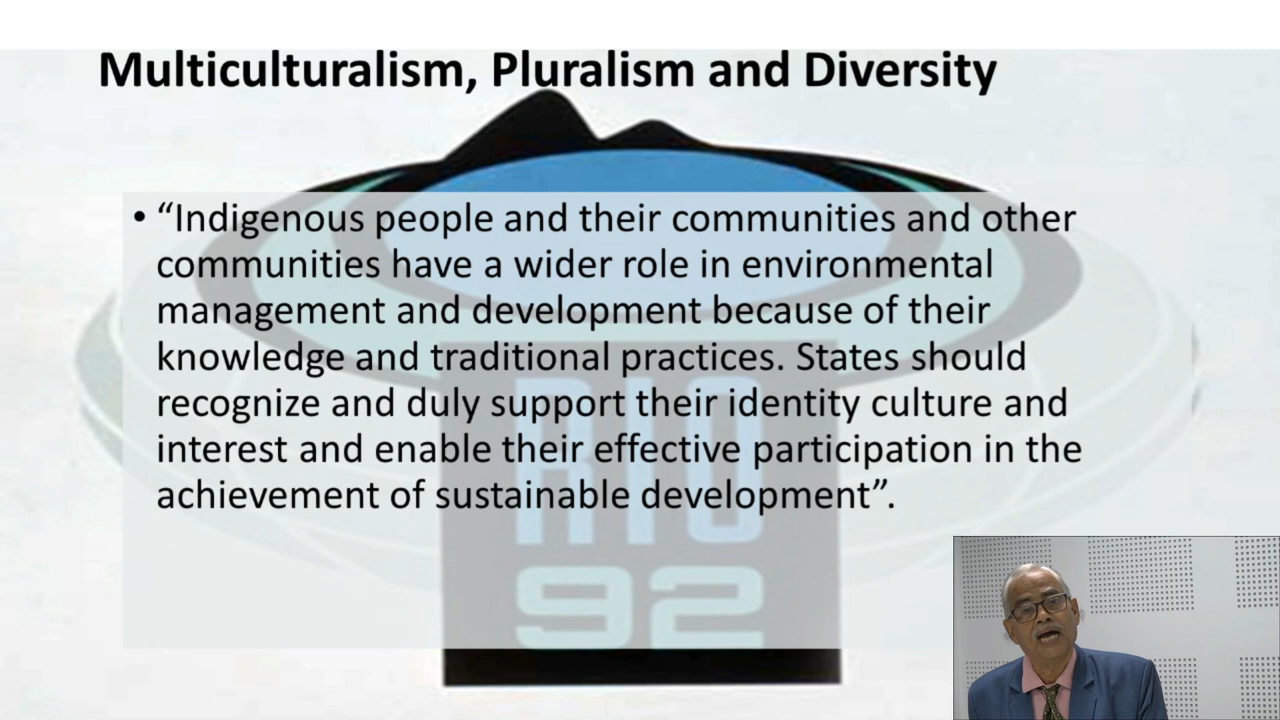 Multiculturalism, Pluralism and Diversity
• “Indigenous people and their communities and other
communities have a wider role in environmental
management and development because of their
knowledge and traditional practices. States should
recognize and duly support their identity culture and
interest and enable their effective participation in the
achievement of sustainable development”.
RIO
92